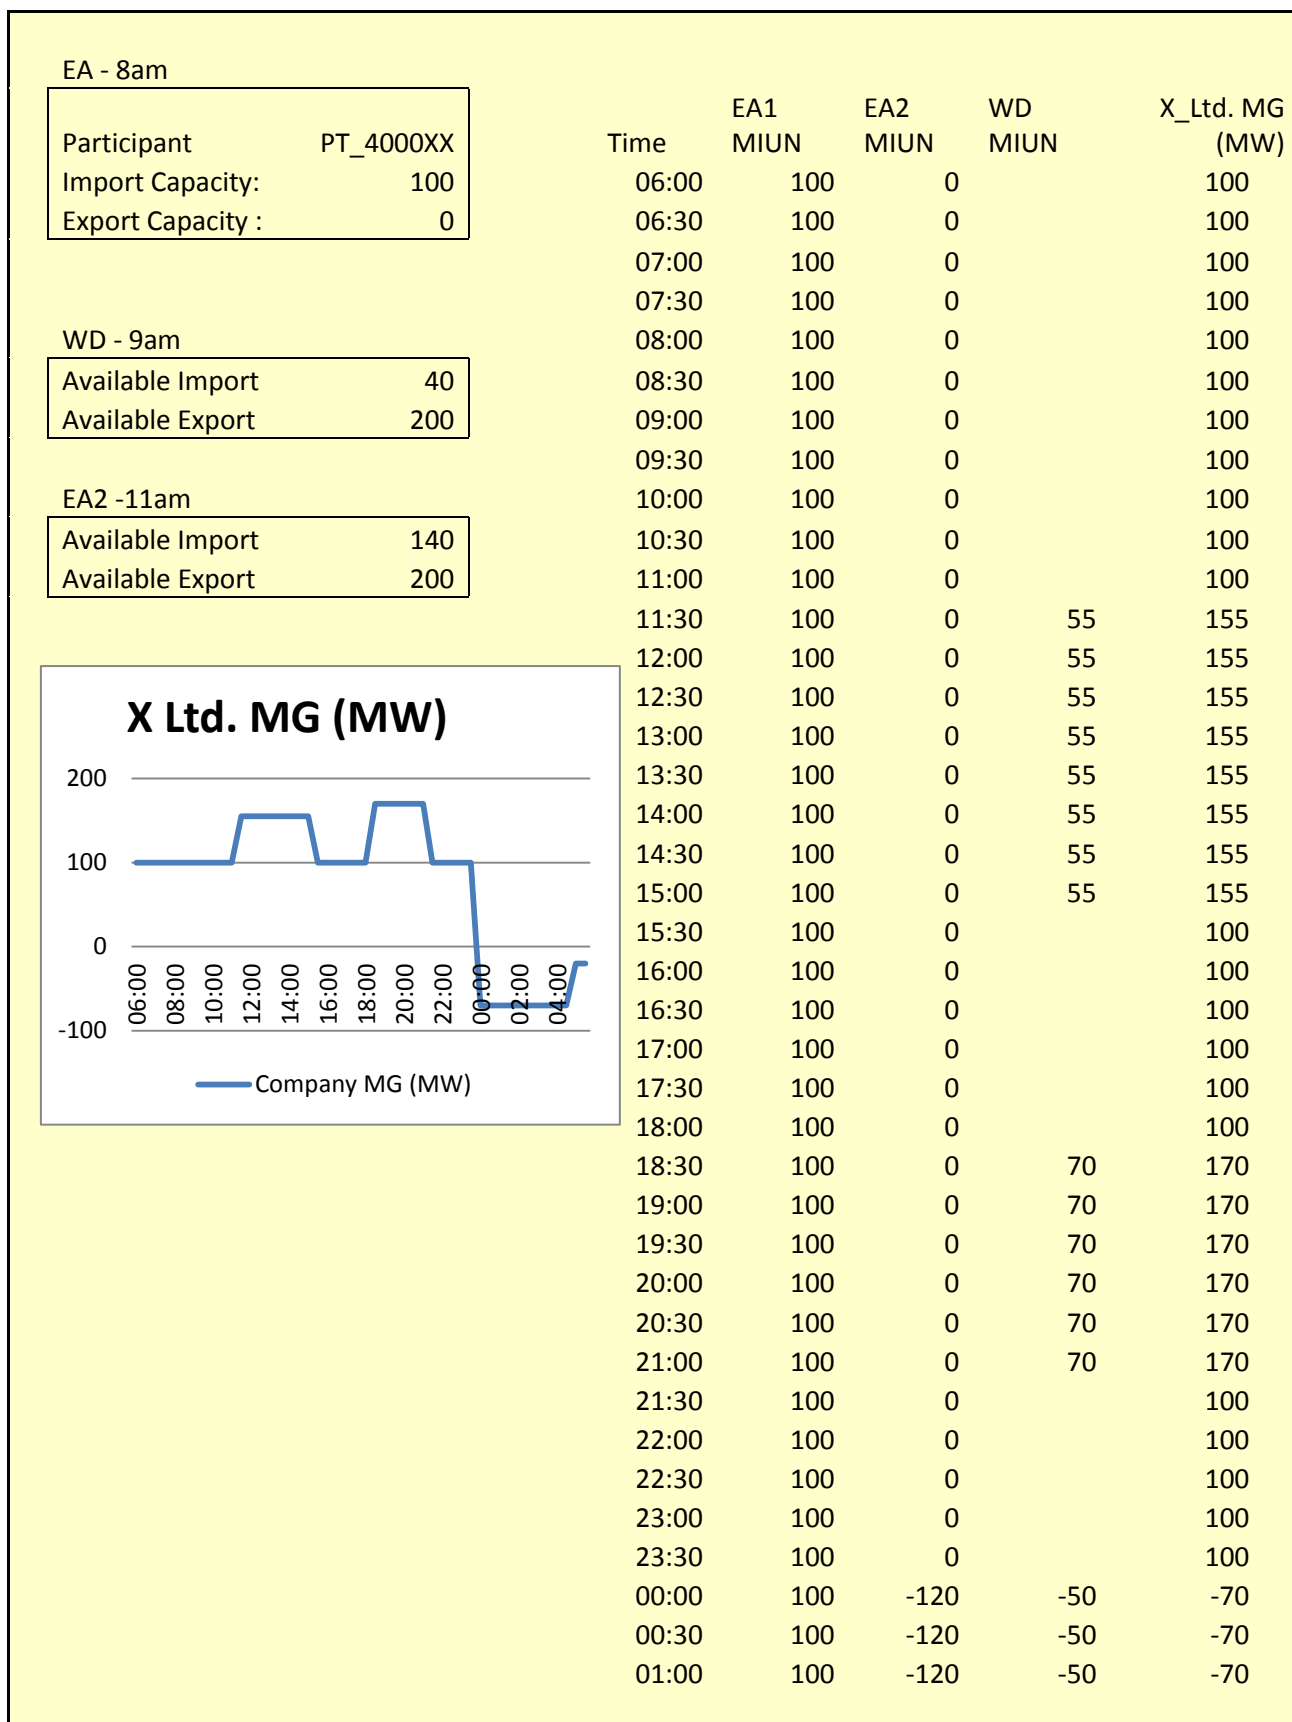 EA - 8am
Participant PT_4000XX
Import Capacity: 100
Export Capacity : 0
WD - 9am
Available Import 40
Available Export 200
EA2 -11am
Available Import 140
Available Export 200
X Ltd. MG (MW)
200
100
0
-100
06:00 08:00 10:00 12:00 14:00 16:00 18:00 20:00 22:00 00:00 02:00 04:00
Company MG (MW)
EA1 EA2 WD X_Ltd. MG
Time MIUN MIUN MIUN (MW)
06:00 100 0 100
06:30 100 0 100
07:00 100 0 100
07:30 100 0 100
08:00 100 0 100
08:30 100 0 100
09:00 100 0 100
09:30 100 0 100
10:00 100 0 100
10:30 100 0 100
11:00 100 0 100
11:30 100 0 55 155
12:00 100 0 55 155
12:30 100 0 55 155
13:00 100 0 55 155
13:30 100 0 55 155
14:00 100 0 55 155
14:30 100 0 55 155
15:00 100 0 55 155
15:30 100 0 100
16:00 100 0 100
16:30 100 0 100
17:00 100 0 100
17:30 100 0 100
18:00 100 0 100
18:30 100 0 70 170
19:00 100 0 70 170
19:30 100 0 70 170
20:00 100 0 70 170
20:30 100 0 70 170
21:00 100 0 70 170
21:30 100 0 100
22:00 100 0 100
22:30 100 0 100
23:00 100 0 100
23:30 100 0 100
00:00 100 -120 -50 -70
00:30 100 -120 -50 -70
01:00 100 -120 -50 -70